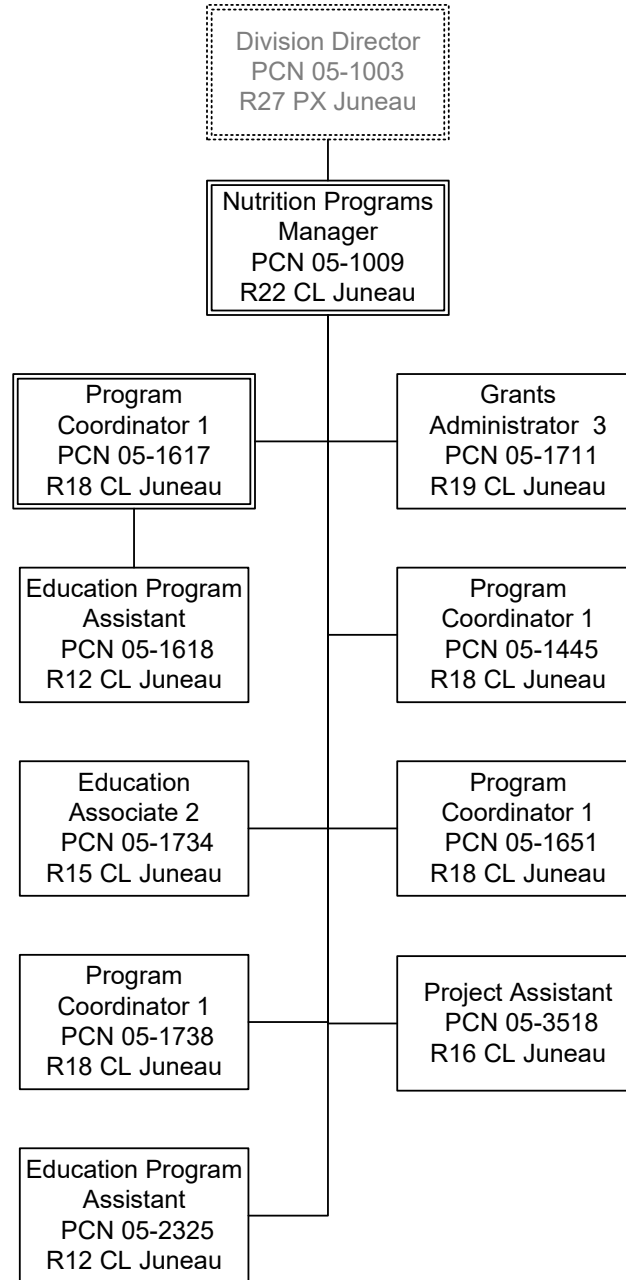 Division Director
PCN 05-1003
R27 PX Juneau
Nutrition Programs
Manager
PCN 05-1009
R22 CL Juneau
Program
Coordinator 1
PCN 05-1617
R18 CL Juneau
Grants
Administrator 3
PCN 05-1711
R19 CL Juneau
Education Program
Assistant
PCN 05-1618
R12 CL Juneau
Program
Coordinator 1
PCN 05-1445
R18 CL Juneau
Education
Associate 2
PCN 05-1734
R15 CL Juneau
Program
Coordinator 1
PCN 05-1651
R18 CL Juneau
Program
Coordinator 1
PCN 05-1738
R18 CL Juneau
Project Assistant
PCN 05-3518
R16 CL Juneau
Education Program
Assistant
PCN 05-2325
R12 CL Juneau